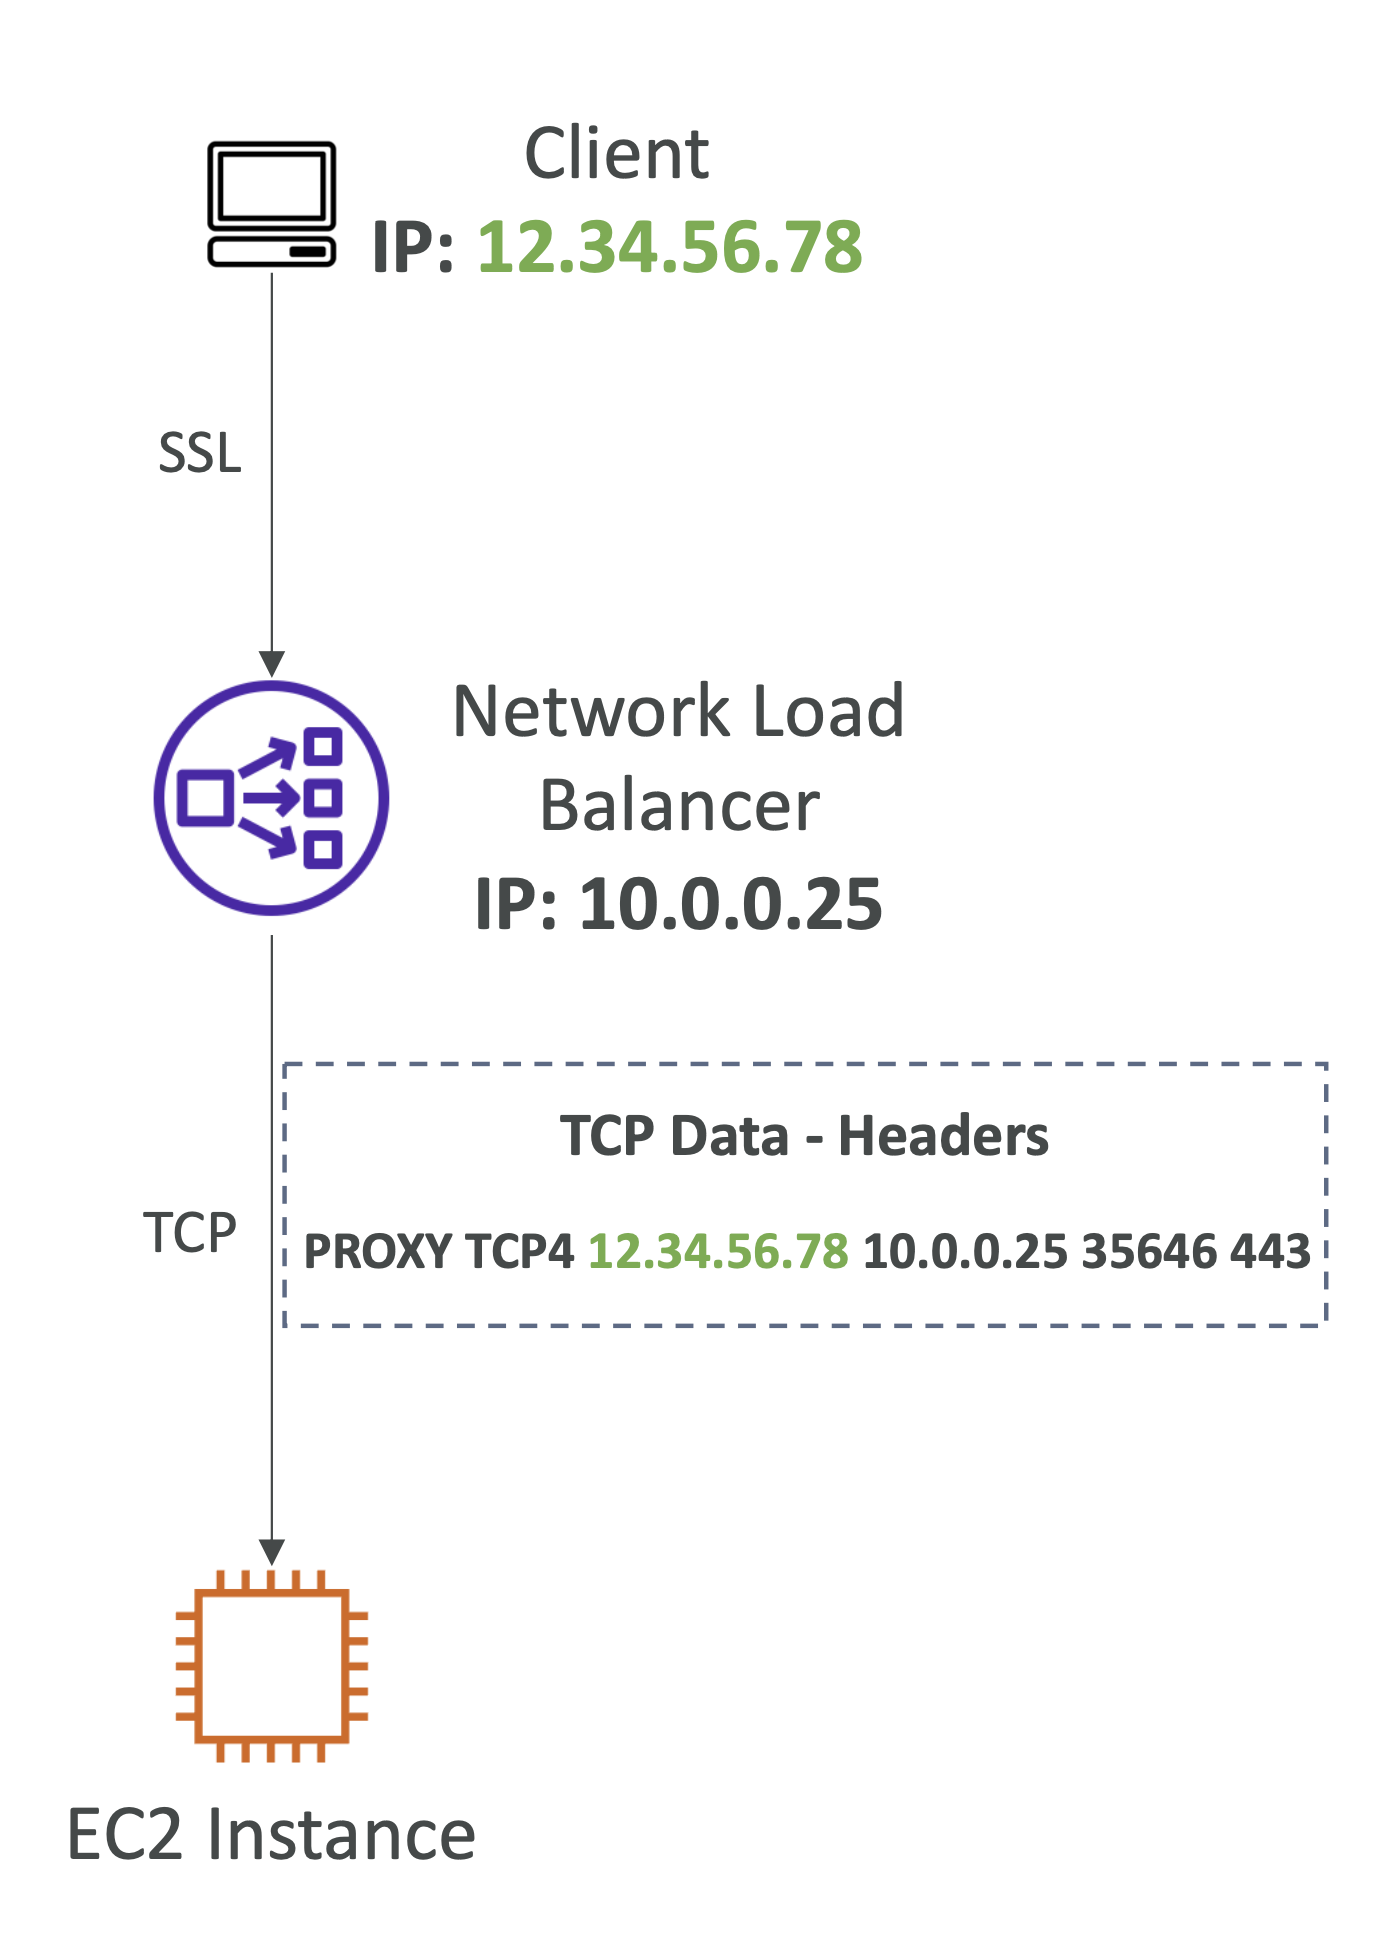 Client
IP: 12.34.56.78
SSL
Network Load
Balancer
IP: 10.0.0.25
TCP Data - Headers
TCP
PROXY TCP4 12.34.56.78 10.0.0.25 35646 443
EC2 Instance